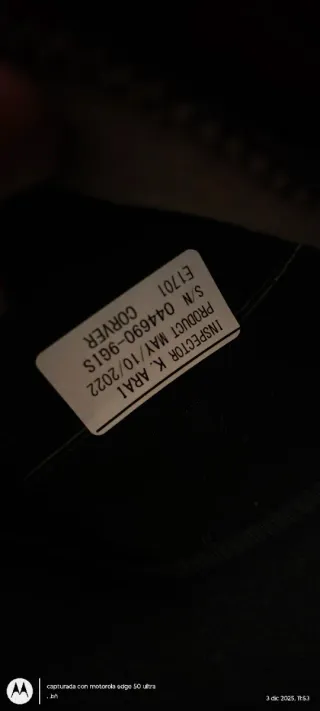 INSPECTOR K. ARAI
PRODUCT MAY/10/2022
S/N 044690-96IS
E1701 CORVER
capturada con motorola edge 50 ultra
3 dic 2025, 11:53